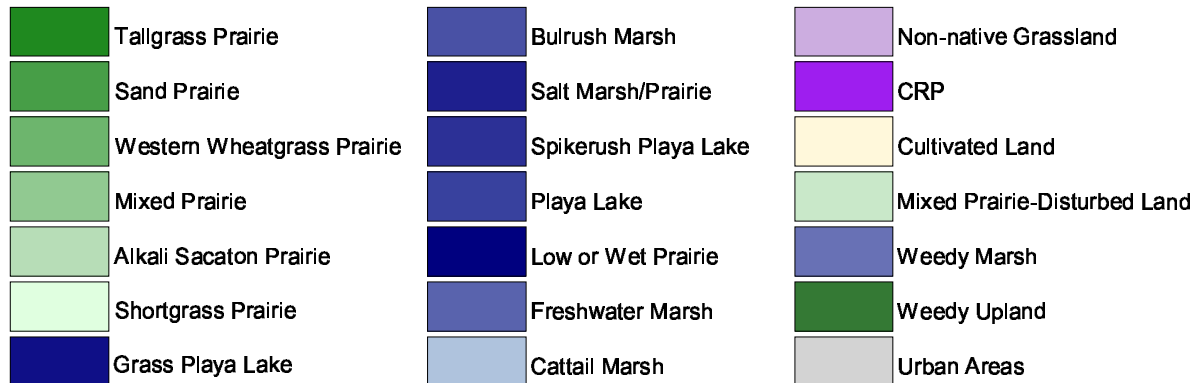 Tallgrass Prairie
Sand Prairie
Western Wheatgrass Prairie
Mixed Prairie
Alkali Sacaton Prairie
Shortgrass Prairie
Grass Playa Lake
Bulrush Marsh
Salt Marsh/Prairie
Spikerush Playa Lake
Playa Lake
Low or Wet Prairie
Freshwater Marsh
Cattail Marsh
Non-native Grassland
CRP
Cultivated Land
Mixed Prairie-Disturbed Land
Weedy Marsh
Weedy Upland
Urban Areas